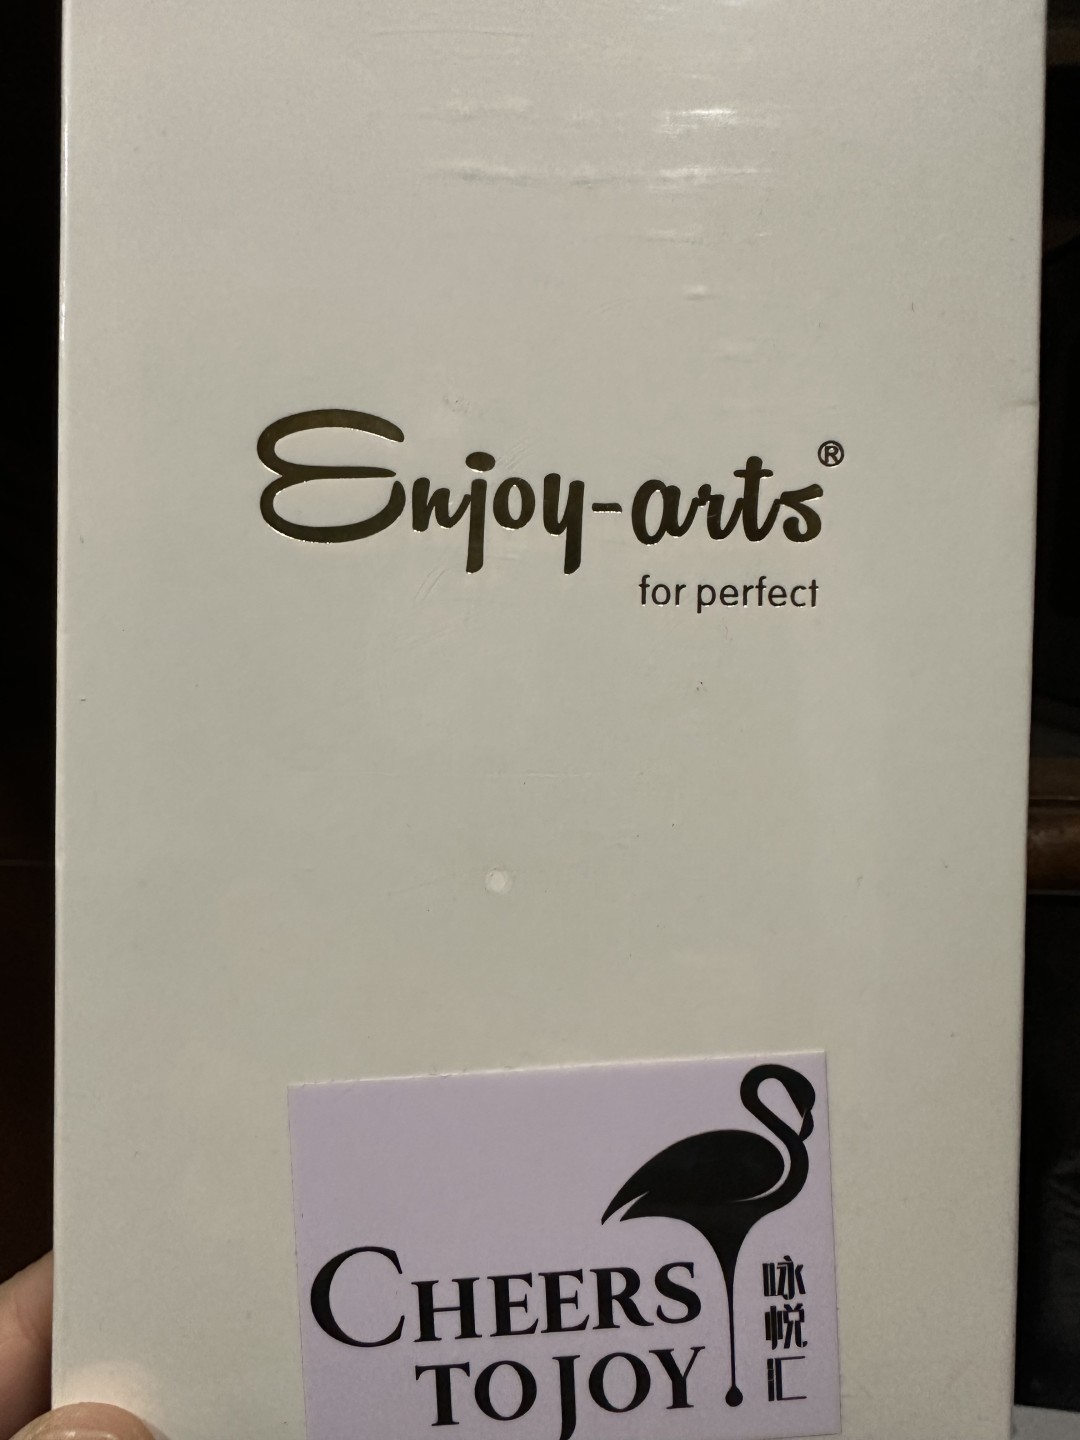 Enjoy-arts®
for perfect
CHEERS
TO JOY
咏悦汇